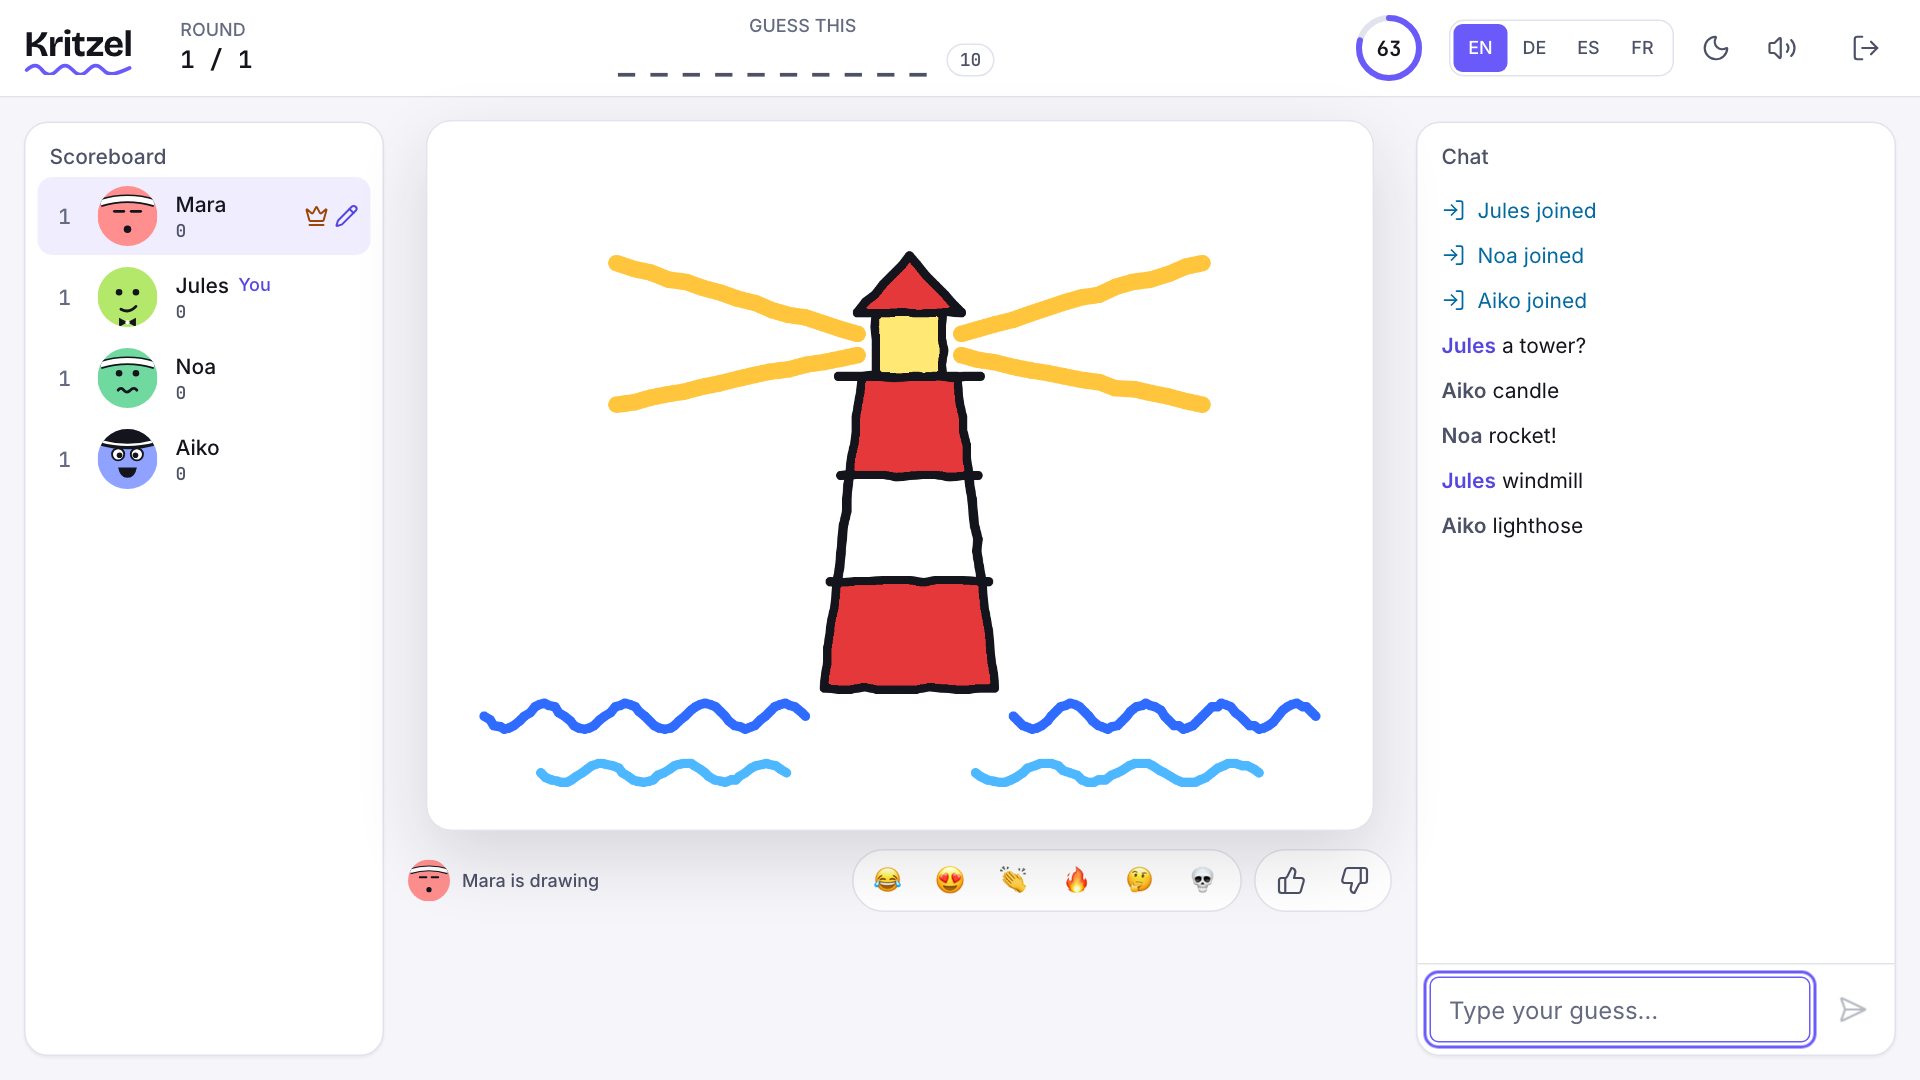 Kritzel
ROUND
1 / 1
GUESS THIS
_ _ _ _ _ _ _ _ _ _ 10
63
EN DE ES FR
Scoreboard
1 Mara
0
1 Jules You
0
1 Noa
0
1 Aiko
0
Mara is drawing
Chat
Jules joined
Noa joined
Aiko joined
Jules a tower?
Aiko candle
Noa rocket!
Jules windmill
Aiko lighthose
Type your guess...